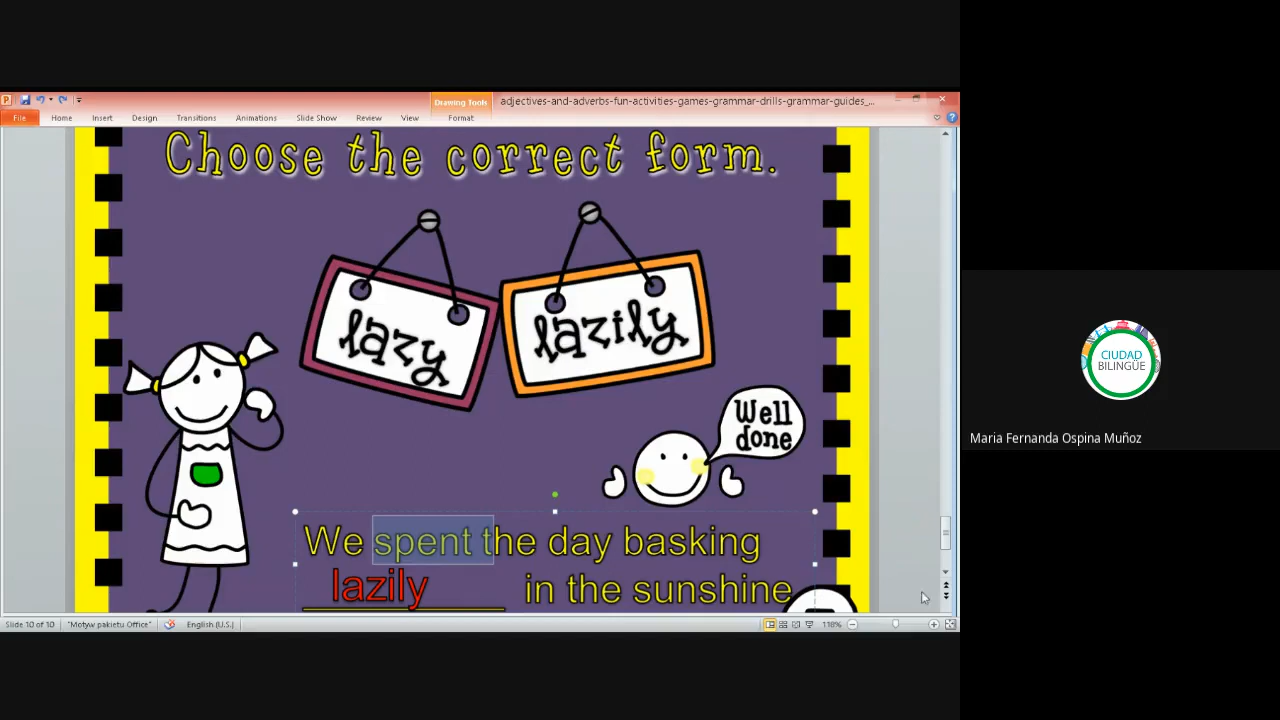 Drawing Tools
adjectives-and-adverbs-fun-activities-games-grammar-drills-grammar-guides_...
File Home Insert Design Transitions Animations Slide Show Review View Format
Choose the correct form.
lazy
lazily
Well
done
We spent the day basking
lazily in the sunshine
CIUDAD
BILINGÜE
Maria Fernanda Ospina Muñoz
Slide 10 of 10 "Motyw pakietu Office" English (U.S.) 118%